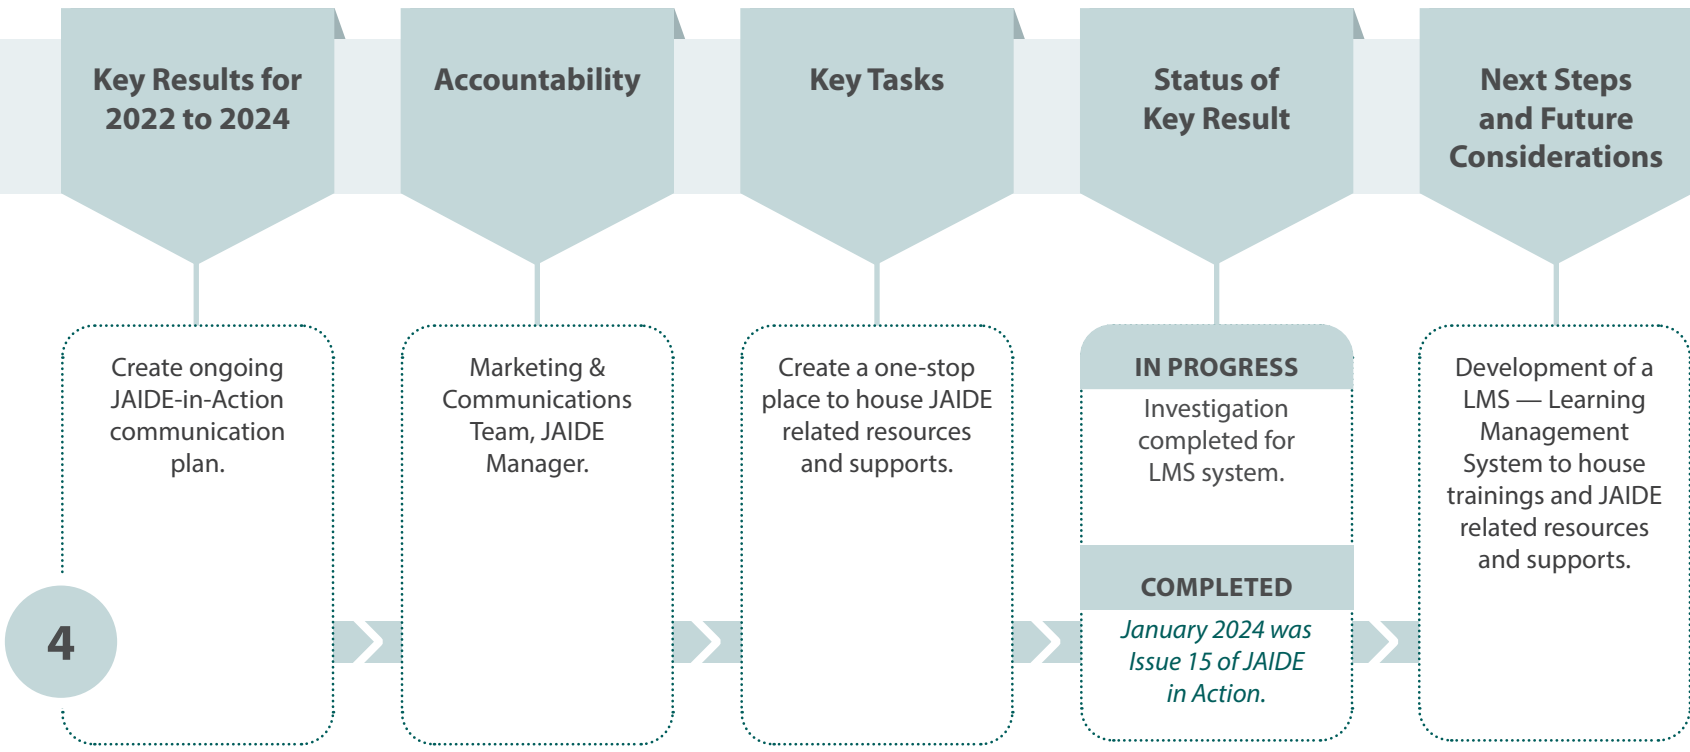 Key Results for
2022 to 2024
Accountability
Key Tasks
Status of
Key Result
Next Steps
and Future
Considerations
4
Create ongoing
JAIDE-in-Action
communication
plan.
Marketing &
Communications
Team, JAIDE
Manager.
Create a one-stop
place to house JAIDE
related resources
and supports.
IN PROGRESS
Investigation
completed for
LMS system.
COMPLETED
January 2024 was
Issue 15 of JAIDE
in Action.
Development of a
LMS — Learning
Management
System to house
trainings and JAIDE
related resources
and supports.